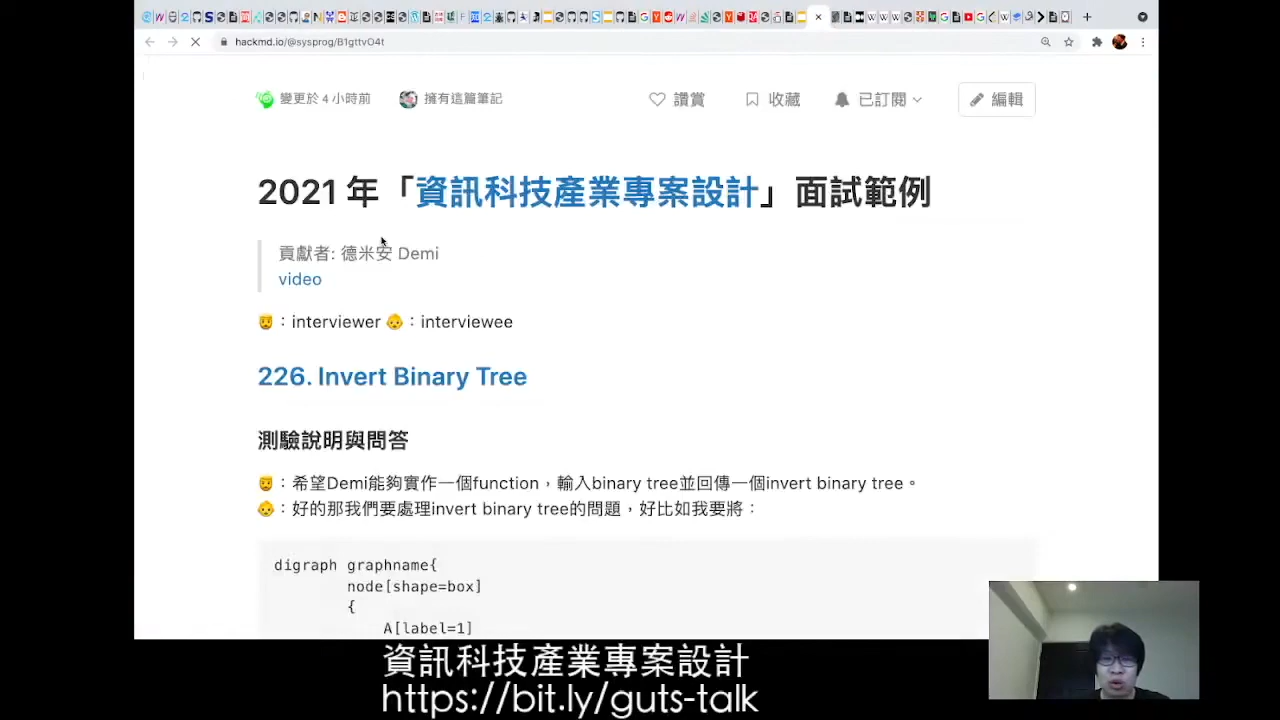 hackmd.io/@sysprog/B1gttvO4t
變更於 4 小時前
擁有這篇筆記
讚賞
收藏
已訂閱
編輯
2021 年「資訊科技產業專案設計」面試範例
貢獻者: 德米安 Demi
video
：interviewer ：interviewee
226. Invert Binary Tree
測驗說明與問答
：希望Demi能夠實作一個function，輸入binary tree並回傳一個invert binary tree。
：好的那我們要處理invert binary tree的問題，好比如我要將：
digraph graphname{
node[shape=box]
{
A[label=1]
資訊科技產業專案設計
https://bit.ly/guts-talk